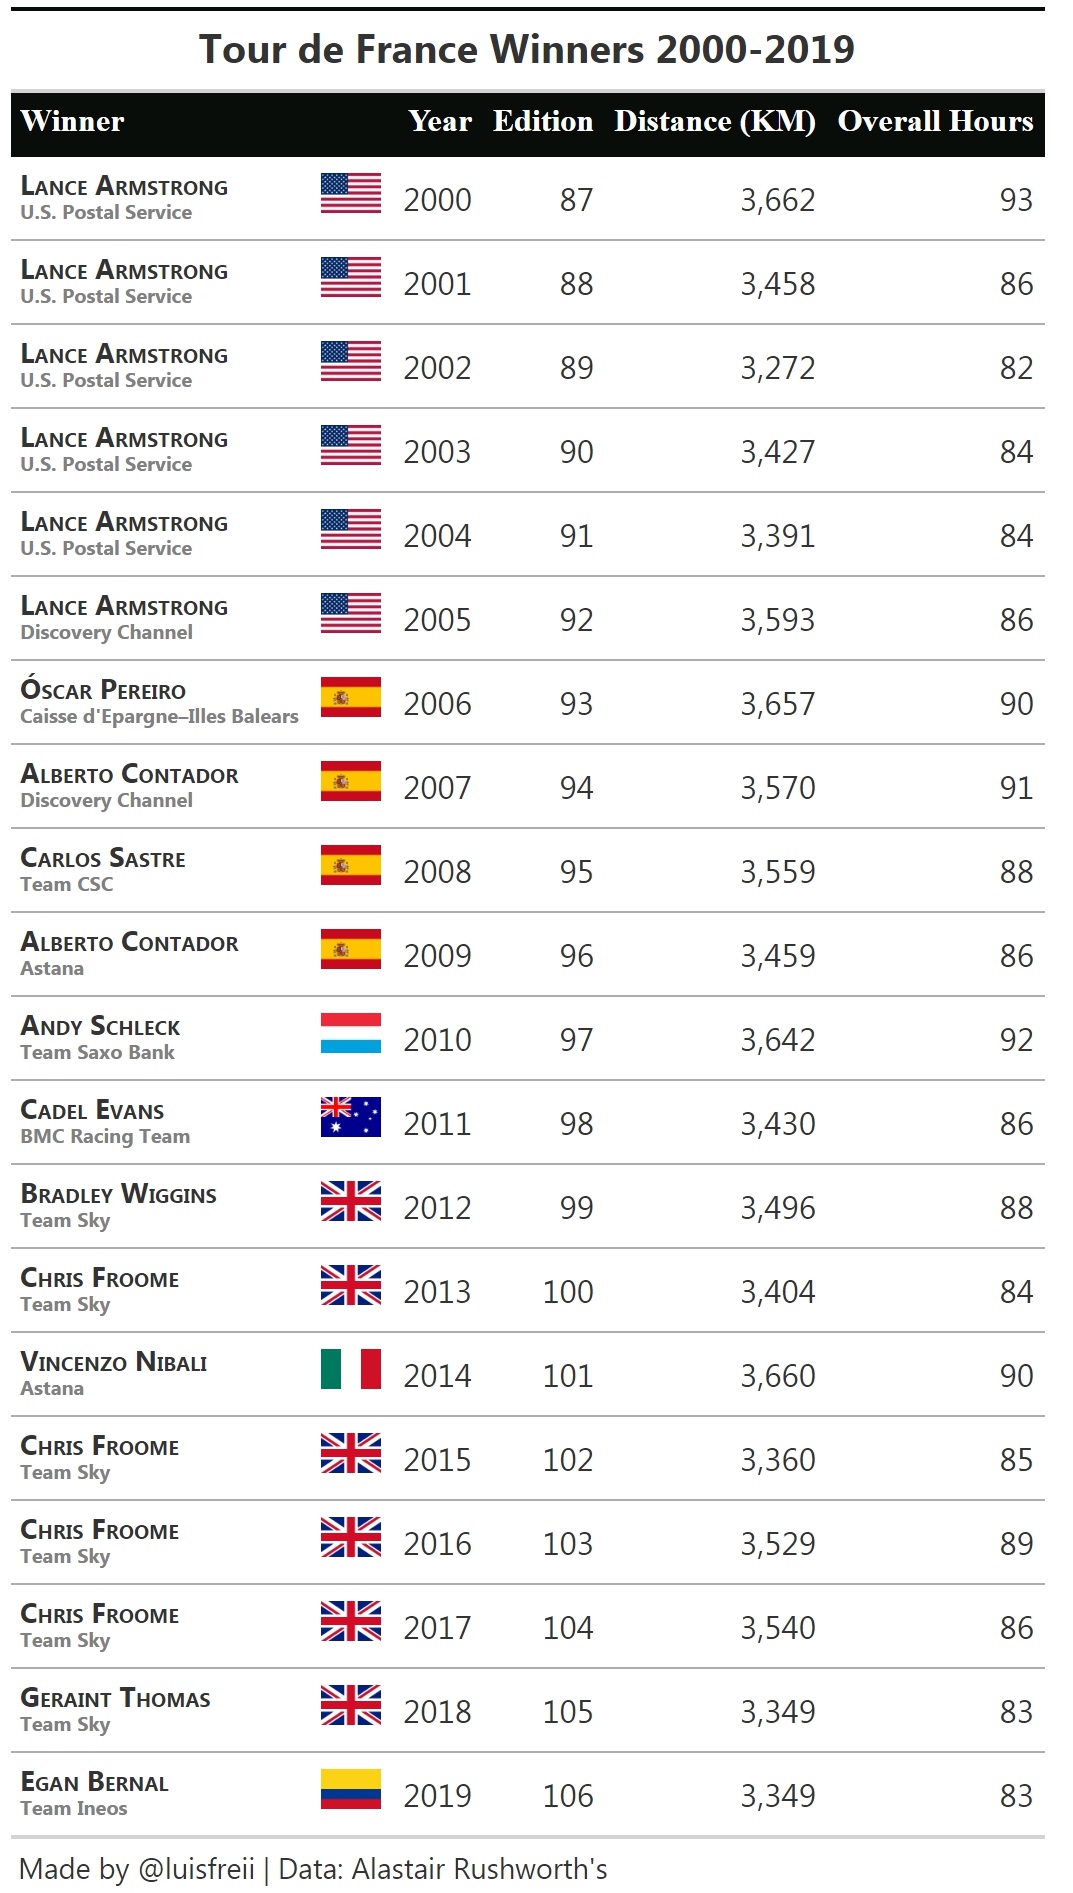 Tour de France Winners 2000-2019
Winner Year Edition Distance (KM) Overall Hours
Lance Armstrong 2000 87 3,662 93
U.S. Postal Service
Lance Armstrong 2001 88 3,458 86
U.S. Postal Service
Lance Armstrong 2002 89 3,272 82
U.S. Postal Service
Lance Armstrong 2003 90 3,427 84
U.S. Postal Service
Lance Armstrong 2004 91 3,391 84
U.S. Postal Service
Lance Armstrong 2005 92 3,593 86
Discovery Channel
Óscar Pereiro 2006 93 3,657 90
Caisse d'Epargne–Illes Balears
Alberto Contador 2007 94 3,570 91
Discovery Channel
Carlos Sastre 2008 95 3,559 88
Team CSC
Alberto Contador 2009 96 3,459 86
Astana
Andy Schleck 2010 97 3,642 92
Team Saxo Bank
Cadel Evans 2011 98 3,430 86
BMC Racing Team
Bradley Wiggins 2012 99 3,496 88
Team Sky
Chris Froome 2013 100 3,404 84
Team Sky
Vincenzo Nibali 2014 101 3,660 90
Astana
Chris Froome 2015 102 3,360 85
Team Sky
Chris Froome 2016 103 3,529 89
Team Sky
Chris Froome 2017 104 3,540 86
Team Sky
Geraint Thomas 2018 105 3,349 83
Team Sky
Egan Bernal 2019 106 3,349 83
Team Ineos
Made by @luisfreii | Data: Alastair Rushworth's